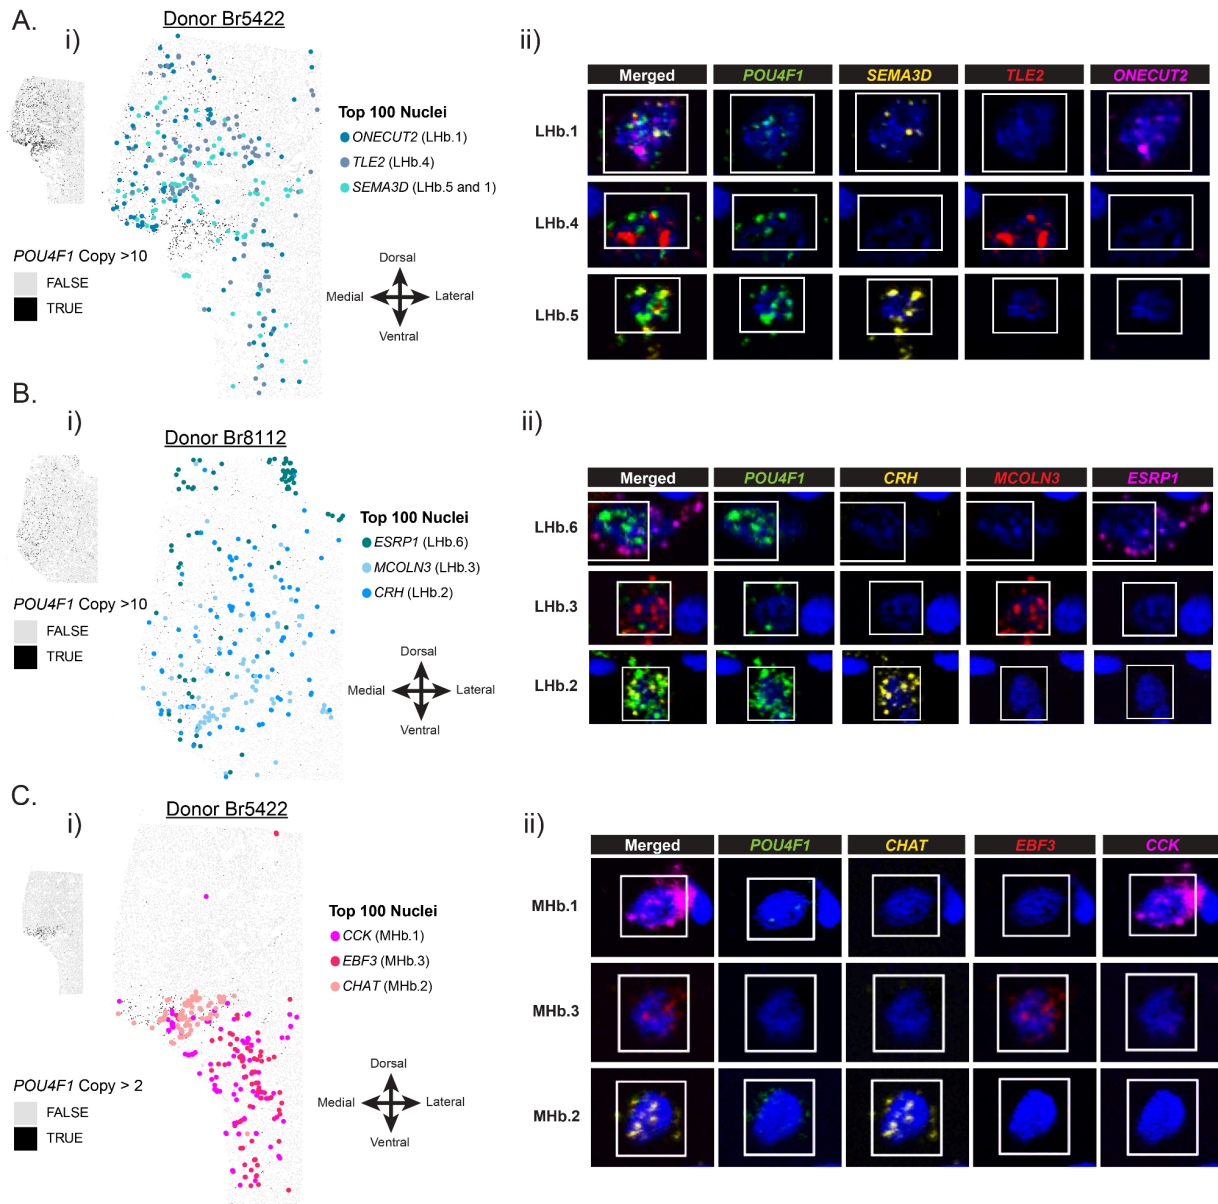 A.
Donor Br5422
i)
ii)
Top 100 Nuclei
ONECUT2 (LHb.1)
TLE2 (LHb.4)
SEMA3D (LHb.5 and 1)
POU4F1 Copy >10
FALSE
TRUE
Dorsal
Medial
Lateral
Ventral
Merged
POU4F1
SEMA3D
TLE2
ONECUT2
LHb.1
LHb.4
LHb.5
B.
i)
Donor Br8112
ii)
Top 100 Nuclei
ESRP1 (LHb.6)
MCOLN3 (LHb.3)
CRH (LHb.2)
POU4F1 Copy >10
FALSE
TRUE
Dorsal
Medial
Lateral
Ventral
Merged
POU4F1
CRH
MCOLN3
ESRP1
LHb.6
LHb.3
LHb.2
C.
Donor Br5422
i)
ii)
Top 100 Nuclei
CCK (MHb.1)
EBF3 (MHb.3)
CHAT (MHb.2)
POU4F1 Copy > 2
FALSE
TRUE
Dorsal
Medial
Lateral
Ventral
Merged
POU4F1
CHAT
EBF3
CCK
MHb.1
MHb.3
MHb.2